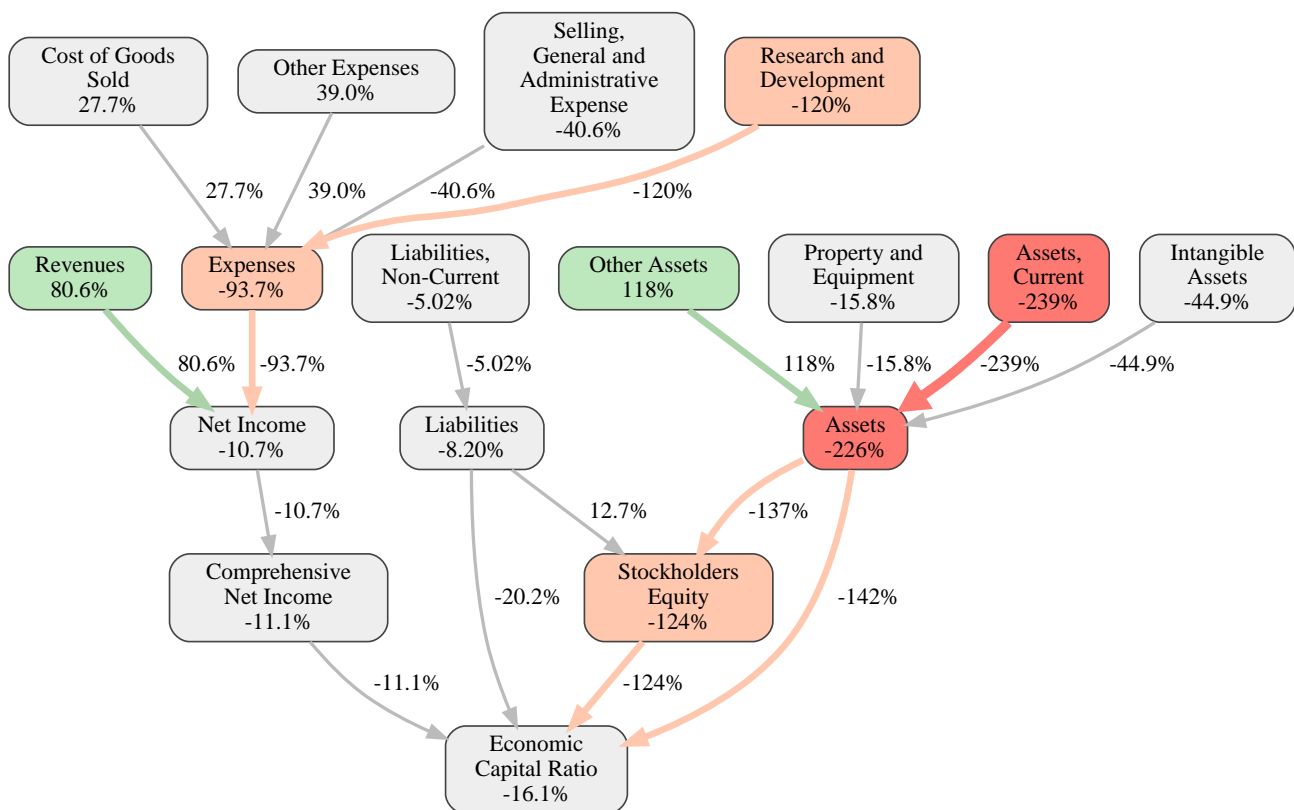 Cost of Goods
Sold
27.7%
Other Expenses
39.0%
Selling,
General and
Administrative
Expense
-40.6%
Research and
Development
-120%
27.7%
39.0%
-40.6%
-120%
Revenues
80.6%
Expenses
-93.7%
Liabilities,
Non-Current
-5.02%
Other Assets
118%
Property and
Equipment
-15.8%
Assets,
Current
-239%
Intangible
Assets
-44.9%
80.6%
-93.7%
-5.02%
118%
-15.8%
-239%
-44.9%
Net Income
-10.7%
Liabilities
-8.20%
Assets
-226%
-10.7%
12.7%
-137%
Comprehensive
Net Income
-11.1%
-20.2%
Stockholders
Equity
-124%
-142%
-11.1%
-124%
Economic
Capital Ratio
-16.1%